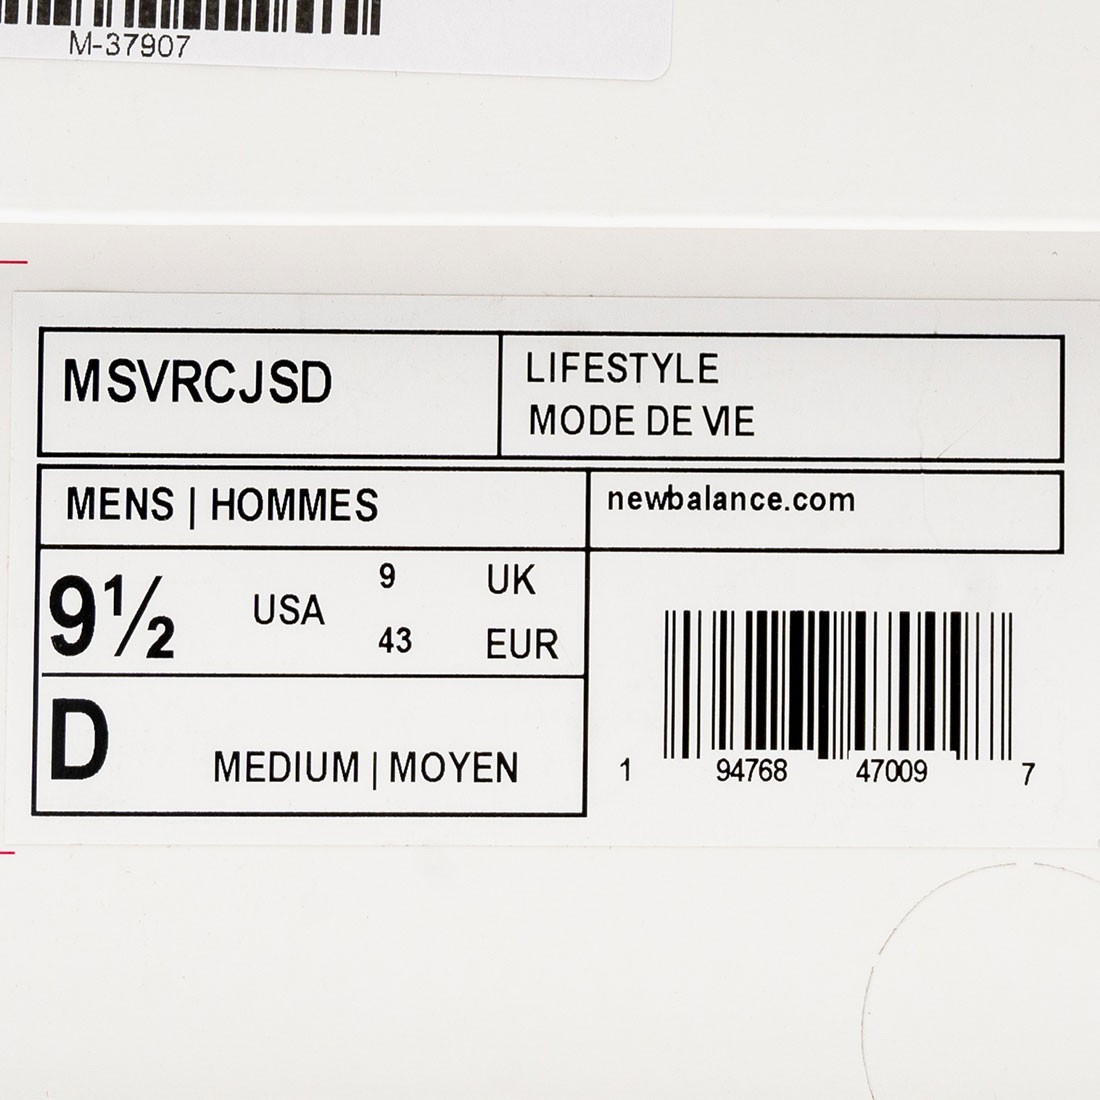 M-37907
MSVRCJSD
LIFESTYLE
MODE DE VIE
MENS | HOMMES
newbalance.com
9½ USA 9 UK
43 EUR
D
MEDIUM | MOYEN
1 94768 47009 7